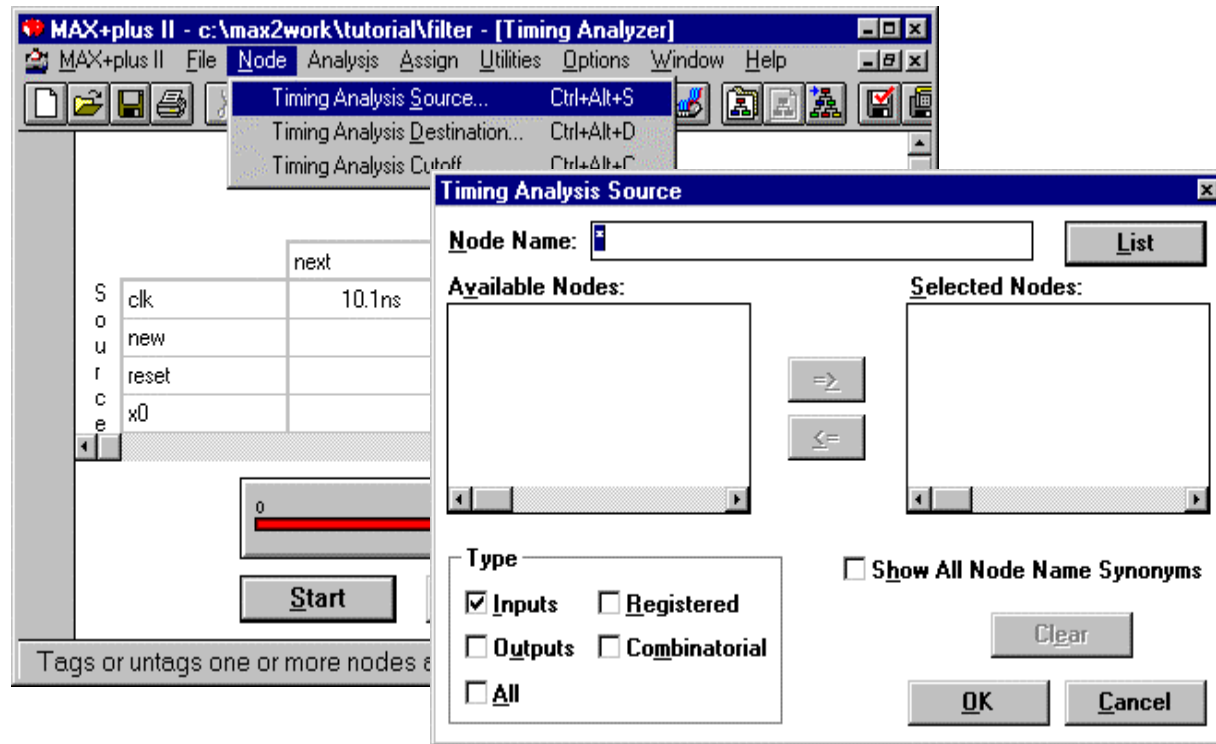 MAX+plus II - c:\max2work\tutorial\filter - [Timing Analyzer]
MAX+plus II File Node Analysis Assign Utilities Options Window Help
Timing Analysis Source... Ctrl+Alt+S
Timing Analysis Destination... Ctrl+Alt+D
Timing Analysis Cutoff Ctrl+Alt+C
next
Source
clk 10.1ns
new
reset
x0
0
Start
Tags or untags one or more nodes a
Timing Analysis Source
Node Name: * List
Available Nodes: Selected Nodes:
=>
<=
Type
Inputs Registered
Outputs Combinatorial
All
Show All Node Name Synonyms
Clear
OK Cancel